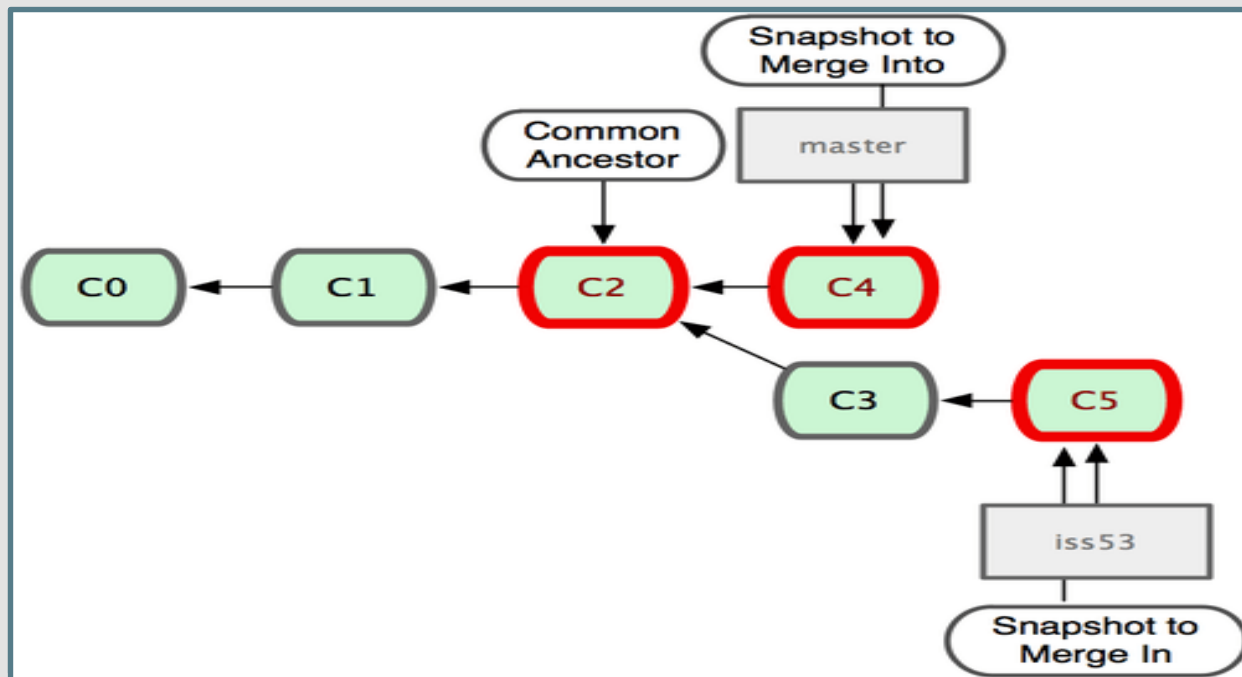 Snapshot to
Merge Into
master
Common
Ancestor
C0
C1
C2
C4
C3
C5
iss53
Snapshot to
Merge In